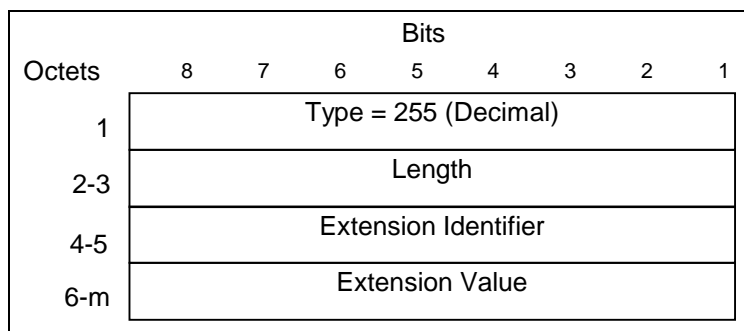 Bits
Octets 8 7 6 5 4 3 2 1
1 Type = 255 (Decimal)
2-3 Length
4-5 Extension Identifier
6-m Extension Value